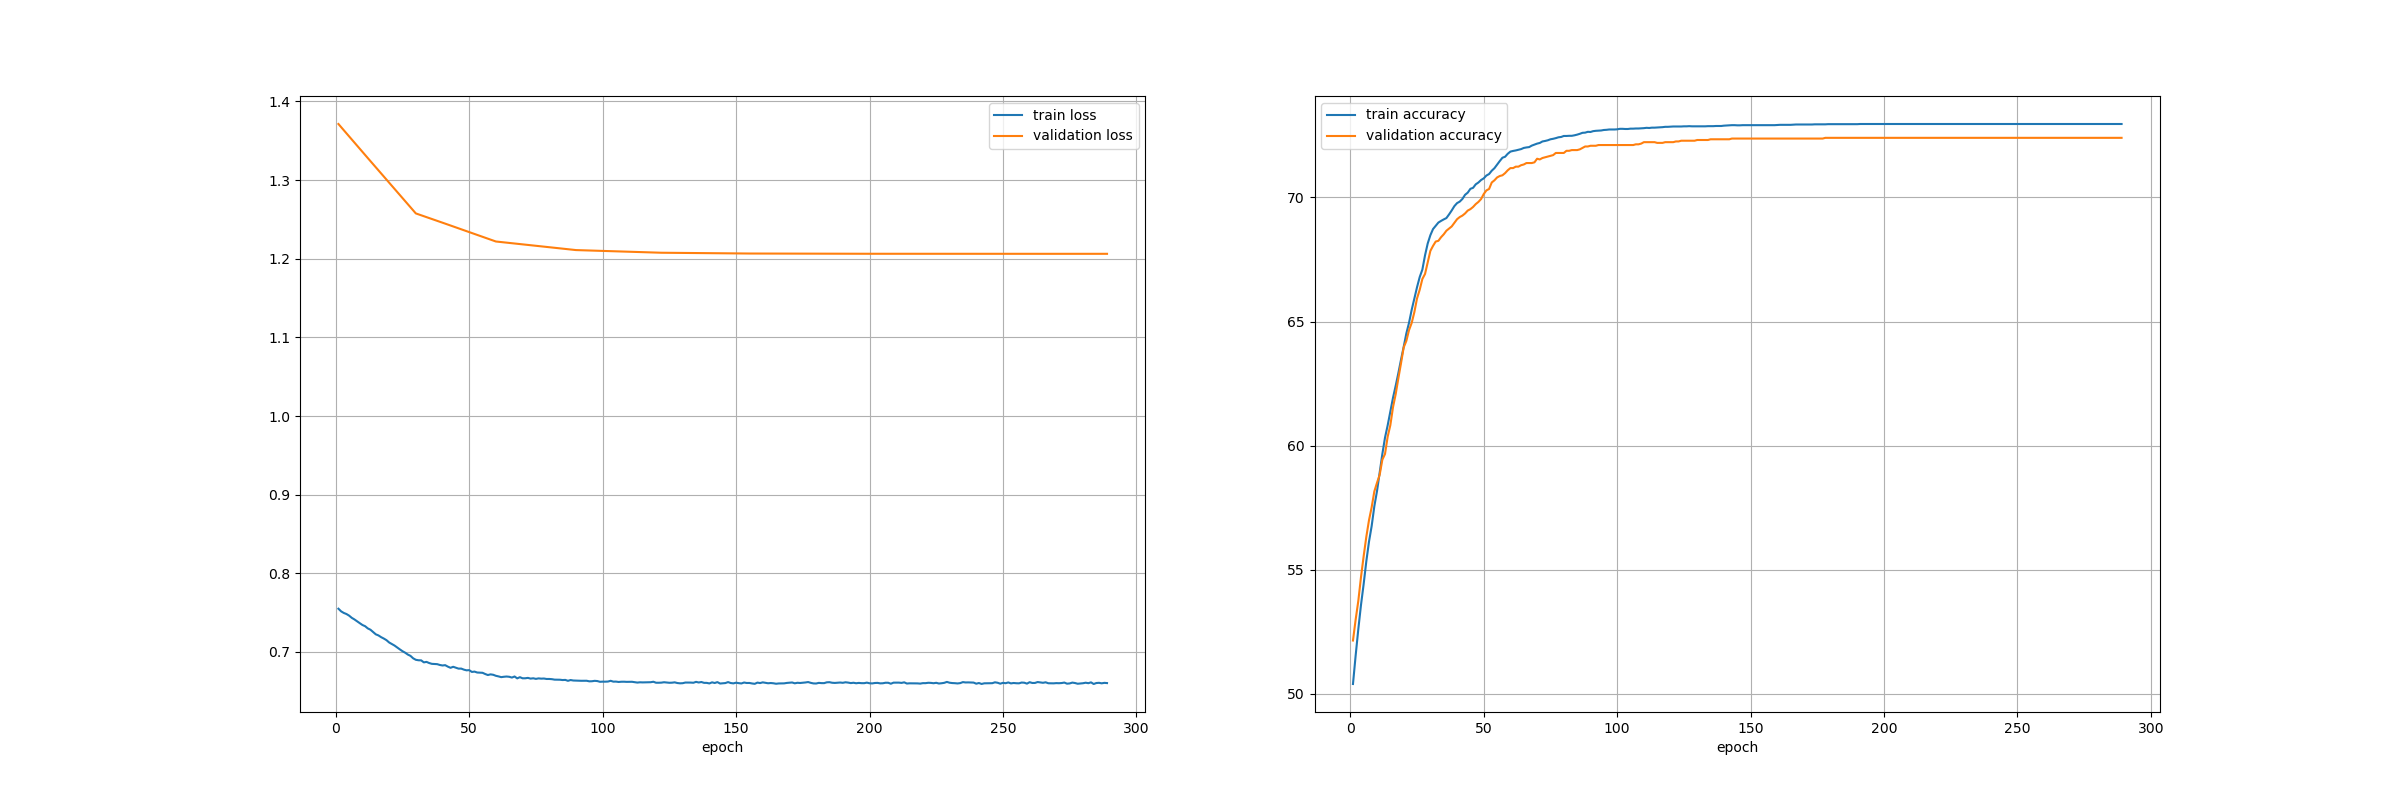 train loss
validation loss
1.4
1.3
1.2
1.1
1.0
0.9
0.8
0.7
0 50 100 150 200 250 300
epoch
train accuracy
validation accuracy
70
65
60
55
50
0 50 100 150 200 250 300
epoch